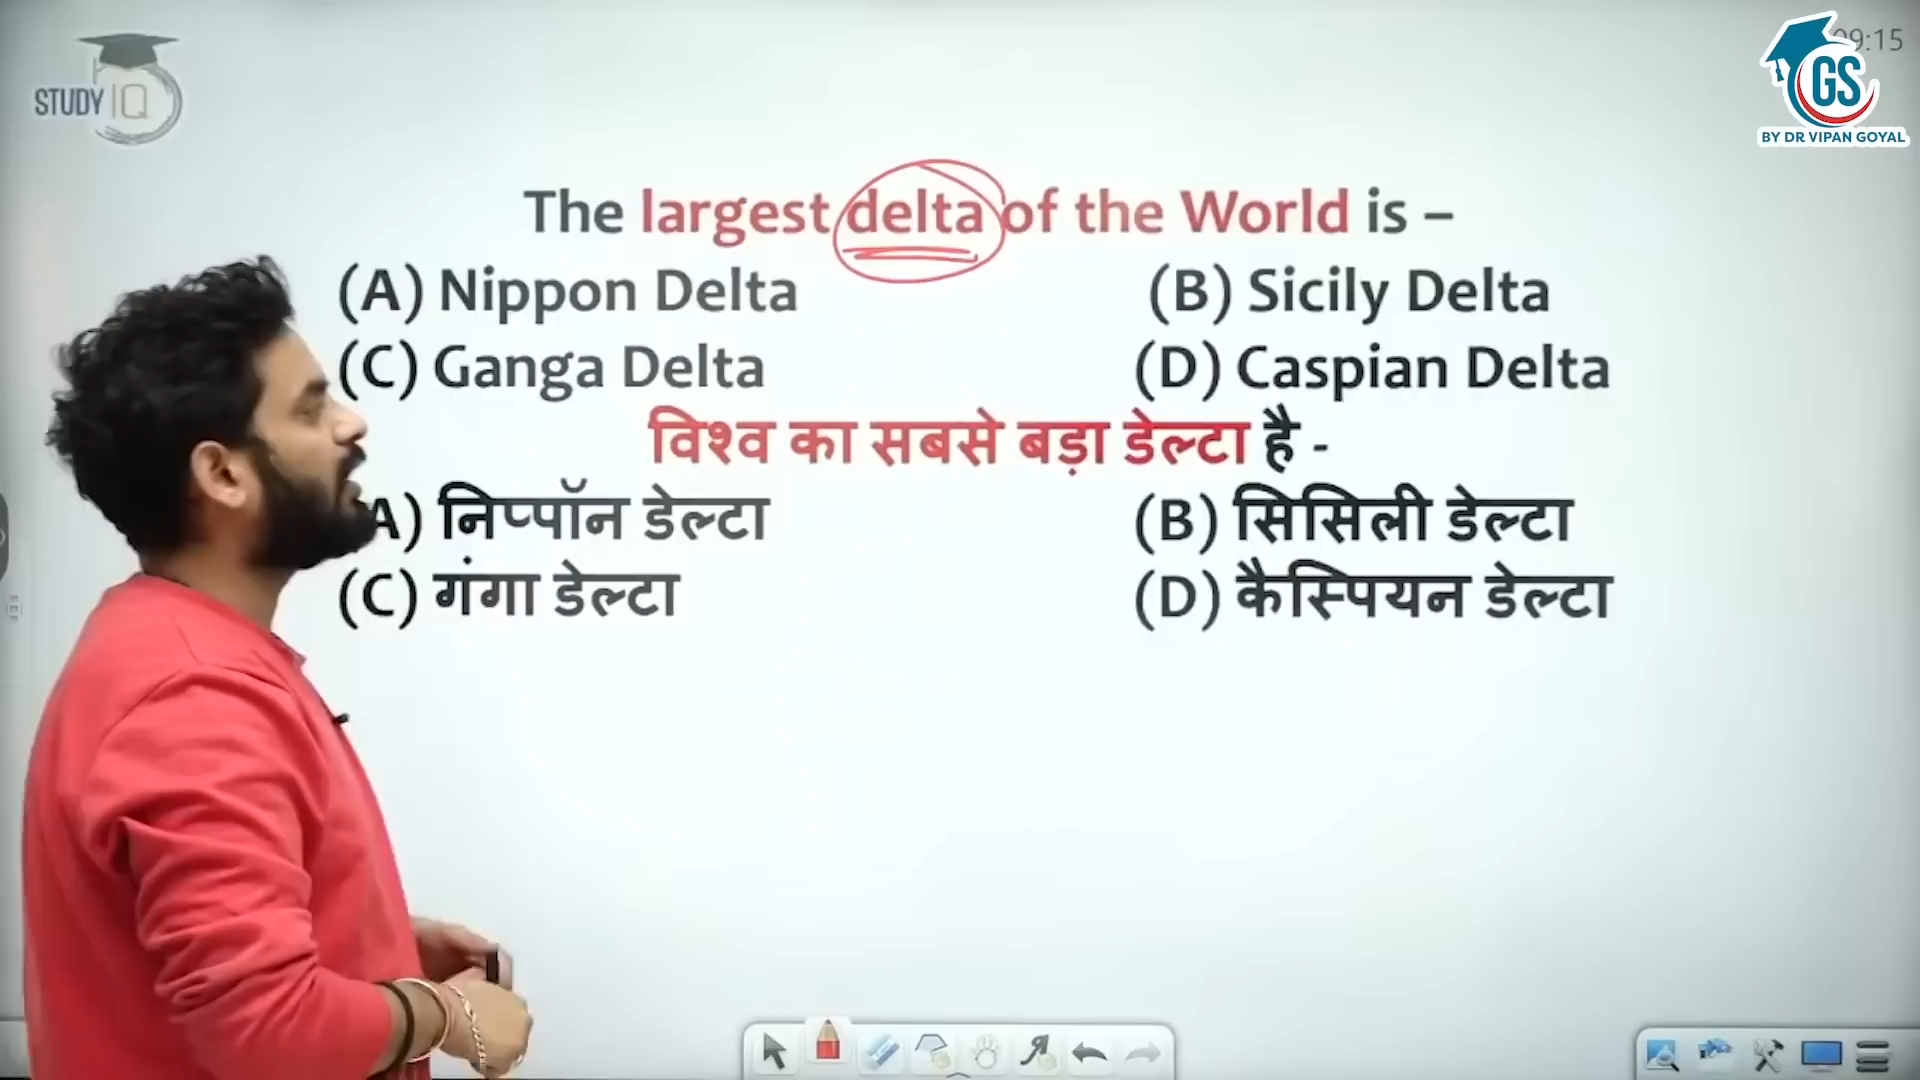 STUDY IQ
09:15
GS
BY DR VIPAN GOYAL
The largest delta of the World is –
(A) Nippon Delta (B) Sicily Delta
(C) Ganga Delta (D) Caspian Delta
विश्व का सबसे बड़ा डेल्टा है -
A) निप्पॉन डेल्टा (B) सिसिली डेल्टा
(C) गंगा डेल्टा (D) कैस्पियन डेल्टा